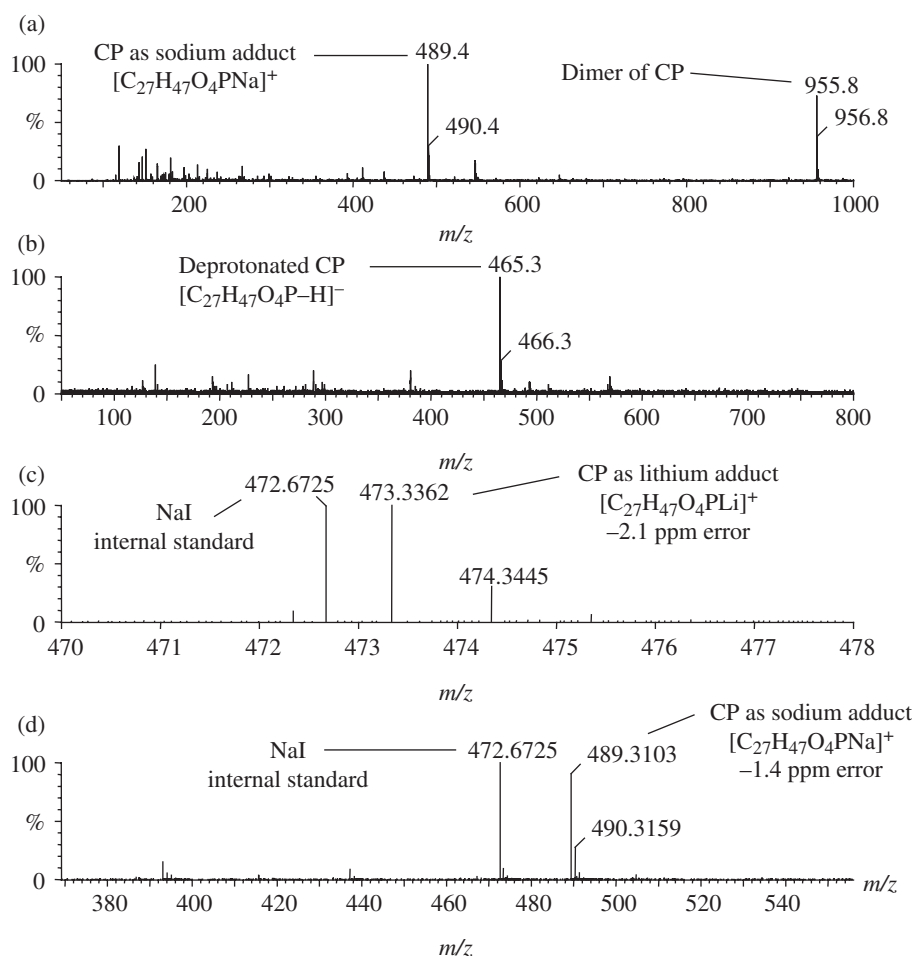 (a)
CP as sodium adduct
[C₂₇H₄₇O₄PNa]⁺
489.4
490.4
Dimer of CP
955.8
956.8
100
%
0
200
400
600
800
1000
m/z
(b)
Deprotonated CP
[C₂₇H₄₇O₄P–H]⁻
465.3
466.3
100
%
0
100
200
300
400
500
600
700
800
m/z
(c)
NaI
internal standard
472.6725
473.3362
474.3445
CP as lithium adduct
[C₂₇H₄₇O₄PLi]⁺
–2.1 ppm error
100
%
0
470
471
472
473
474
475
476
477
478
m/z
(d)
NaI
internal standard
472.6725
489.3103
490.3159
CP as sodium adduct
[C₂₇H₄₇O₄PNa]⁺
–1.4 ppm error
100
%
0
m/z
380
400
420
440
460
480
500
520
540
m/z